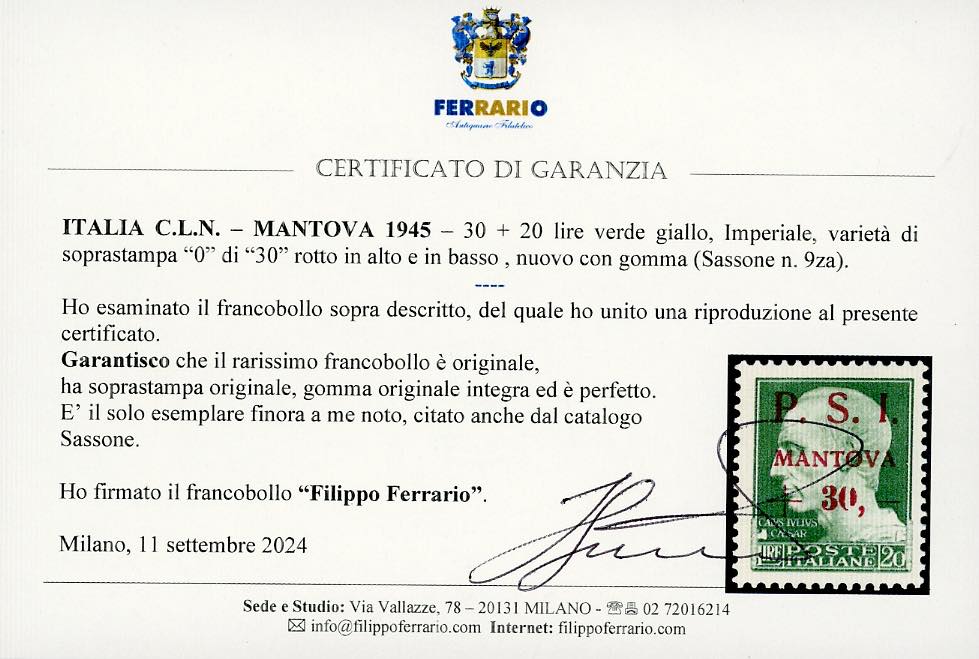 FERRARIO
Antiquario Filatelico
CERTIFICATO DI GARANZIA
ITALIA C.L.N. – MANTOVA 1945 – 30 + 20 lire verde giallo, Imperiale, varietà di
soprastampa “0” di “30” rotto in alto e in basso , nuovo con gomma (Sassone n. 9za).
----
Ho esaminato il francobollo sopra descritto, del quale ho unito una riproduzione al presente
certificato.
Garantisco che il rarissimo francobollo è originale,
ha soprastampa originale, gomma originale integra ed è perfetto.
E’ il solo esemplare finora a me noto, citato anche dal catalogo
Sassone.
Ho firmato il francobollo “Filippo Ferrario”.
Milano, 11 settembre 2024
P. S. I.
MANTOVA
+ 30, –
CAIVS IVLIVS
CAESAR
LIRE POSTE ITALIANE 20
Sede e Studio: Via Vallazze, 78 – 20131 MILANO - 02 72016214
info@filippoferrario.com Internet: filippoferrario.com